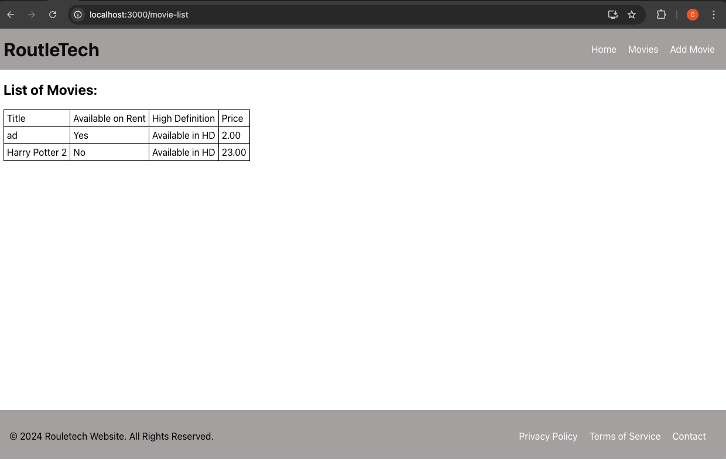 localhost:3000/movie-list
RoutleTech
Home Movies Add Movie
List of Movies:
Title Available on Rent High Definition Price
ad Yes Available in HD 2.00
Harry Potter 2 No Available in HD 23.00
© 2024 Rouletech Website. All Rights Reserved. Privacy Policy Terms of Service Contact